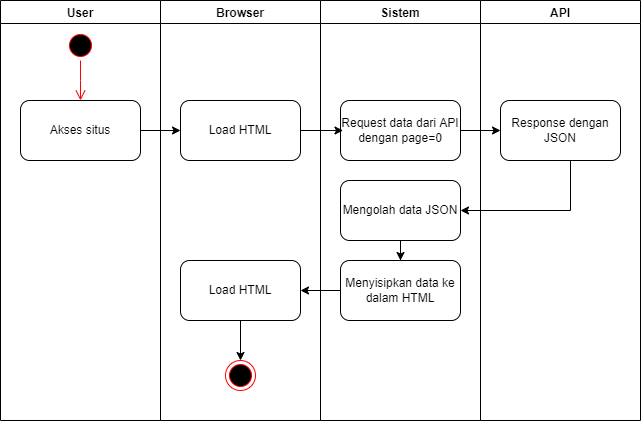 User
Browser
Sistem
API
Akses situs
Load HTML
Request data dari API
dengan page=0
Response dengan
JSON
Mengolah data JSON
Load HTML
Menyisipkan data ke
dalam HTML